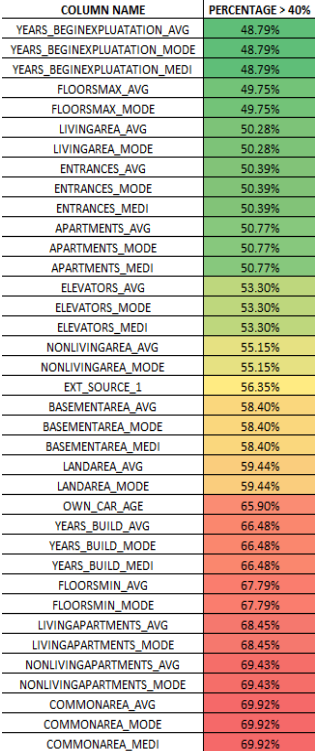 COLUMN NAME PERCENTAGE > 40%
YEARS_BEGINEXPLUATATION_AVG 48.79%
YEARS_BEGINEXPLUATATION_MODE 48.79%
YEARS_BEGINEXPLUATATION_MEDI 48.79%
FLOORSMAX_AVG 49.75%
FLOORSMAX_MODE 49.75%
LIVINGAREA_AVG 50.28%
LIVINGAREA_MODE 50.28%
ENTRANCES_AVG 50.39%
ENTRANCES_MODE 50.39%
ENTRANCES_MEDI 50.39%
APARTMENTS_AVG 50.77%
APARTMENTS_MODE 50.77%
APARTMENTS_MEDI 50.77%
ELEVATORS_AVG 53.30%
ELEVATORS_MODE 53.30%
ELEVATORS_MEDI 53.30%
NONLIVINGAREA_AVG 55.15%
NONLIVINGAREA_MODE 55.15%
EXT_SOURCE_1 56.35%
BASEMENTAREA_AVG 58.40%
BASEMENTAREA_MODE 58.40%
BASEMENTAREA_MEDI 58.40%
LANDAREA_AVG 59.44%
LANDAREA_MODE 59.44%
OWN_CAR_AGE 65.90%
YEARS_BUILD_AVG 66.48%
YEARS_BUILD_MODE 66.48%
YEARS_BUILD_MEDI 66.48%
FLOORSMIN_AVG 67.79%
FLOORSMIN_MODE 67.79%
LIVINGAPARTMENTS_AVG 68.45%
LIVINGAPARTMENTS_MODE 68.45%
NONLIVINGAPARTMENTS_AVG 69.43%
NONLIVINGAPARTMENTS_MODE 69.43%
COMMONAREA_AVG 69.92%
COMMONAREA_MODE 69.92%
COMMONAREA_MEDI 69.92%